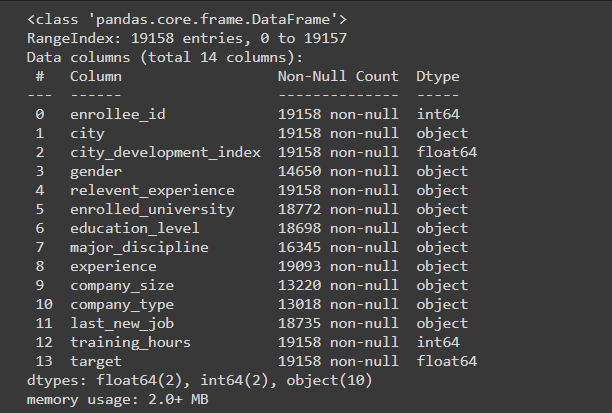 <class 'pandas.core.frame.DataFrame'>
RangeIndex: 19158 entries, 0 to 19157
Data columns (total 14 columns):
 #   Column                  Non-Null Count  Dtype
---  ------                  --------------  -----
 0   enrollee_id             19158 non-null  int64
 1   city                    19158 non-null  object
 2   city_development_index  19158 non-null  float64
 3   gender                  14650 non-null  object
 4   relevent_experience     19158 non-null  object
 5   enrolled_university     18772 non-null  object
 6   education_level         18698 non-null  object
 7   major_discipline        16345 non-null  object
 8   experience              19093 non-null  object
 9   company_size            13220 non-null  object
 10  company_type            13018 non-null  object
 11  last_new_job            18735 non-null  object
 12  training_hours          19158 non-null  int64
 13  target                  19158 non-null  float64
dtypes: float64(2), int64(2), object(10)
memory usage: 2.0+ MB